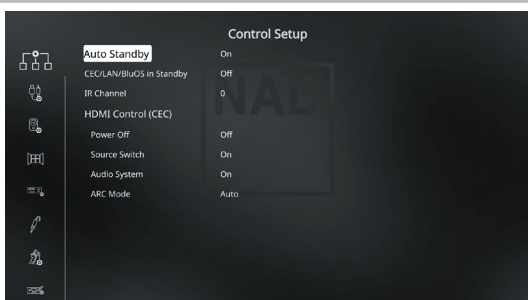 Control Setup
Auto Standby On
CEC/LAN/BluOS in Standby Off
IR Channel 0
HDMI Control (CEC)
Power Off Off
Source Switch On
Audio System On
ARC Mode Auto
NAD